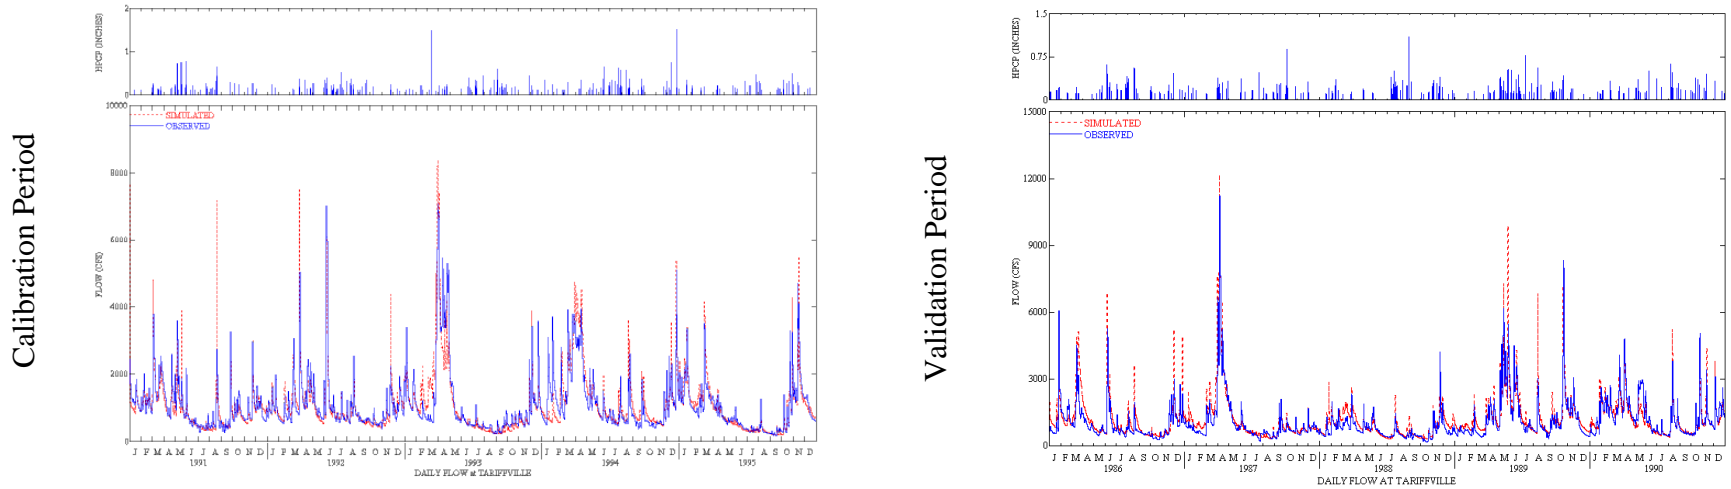 Calibration Period
HPCP (INCHES)
2
1
0
FLOW (CFS)
10000
8000
6000
4000
2000
0
SIMULATED
OBSERVED
J F M A M J J A S O N D J F M A M J J A S O N D J F M A M J J A S O N D J F M A M J J A S O N D J F M A M J J A S O N D
1991 1992 1993 1994 1995
DAILY FLOW at TARIFFVILLE
Validation Period
HPCP (INCHES)
1.5
0.75
0
FLOW (CFS)
15000
12000
9000
6000
3000
0
SIMULATED
OBSERVED
J F M A M J J A S O N D J F M A M J J A S O N D J F M A M J J A S O N D J F M A M J J A S O N D J F M A M J J A S O N D
1986 1987 1988 1989 1990
DAILY FLOW AT TARIFFVILLE